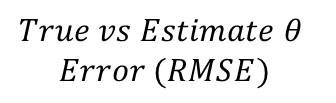 True vs Estimate θ
Error (RMSE)